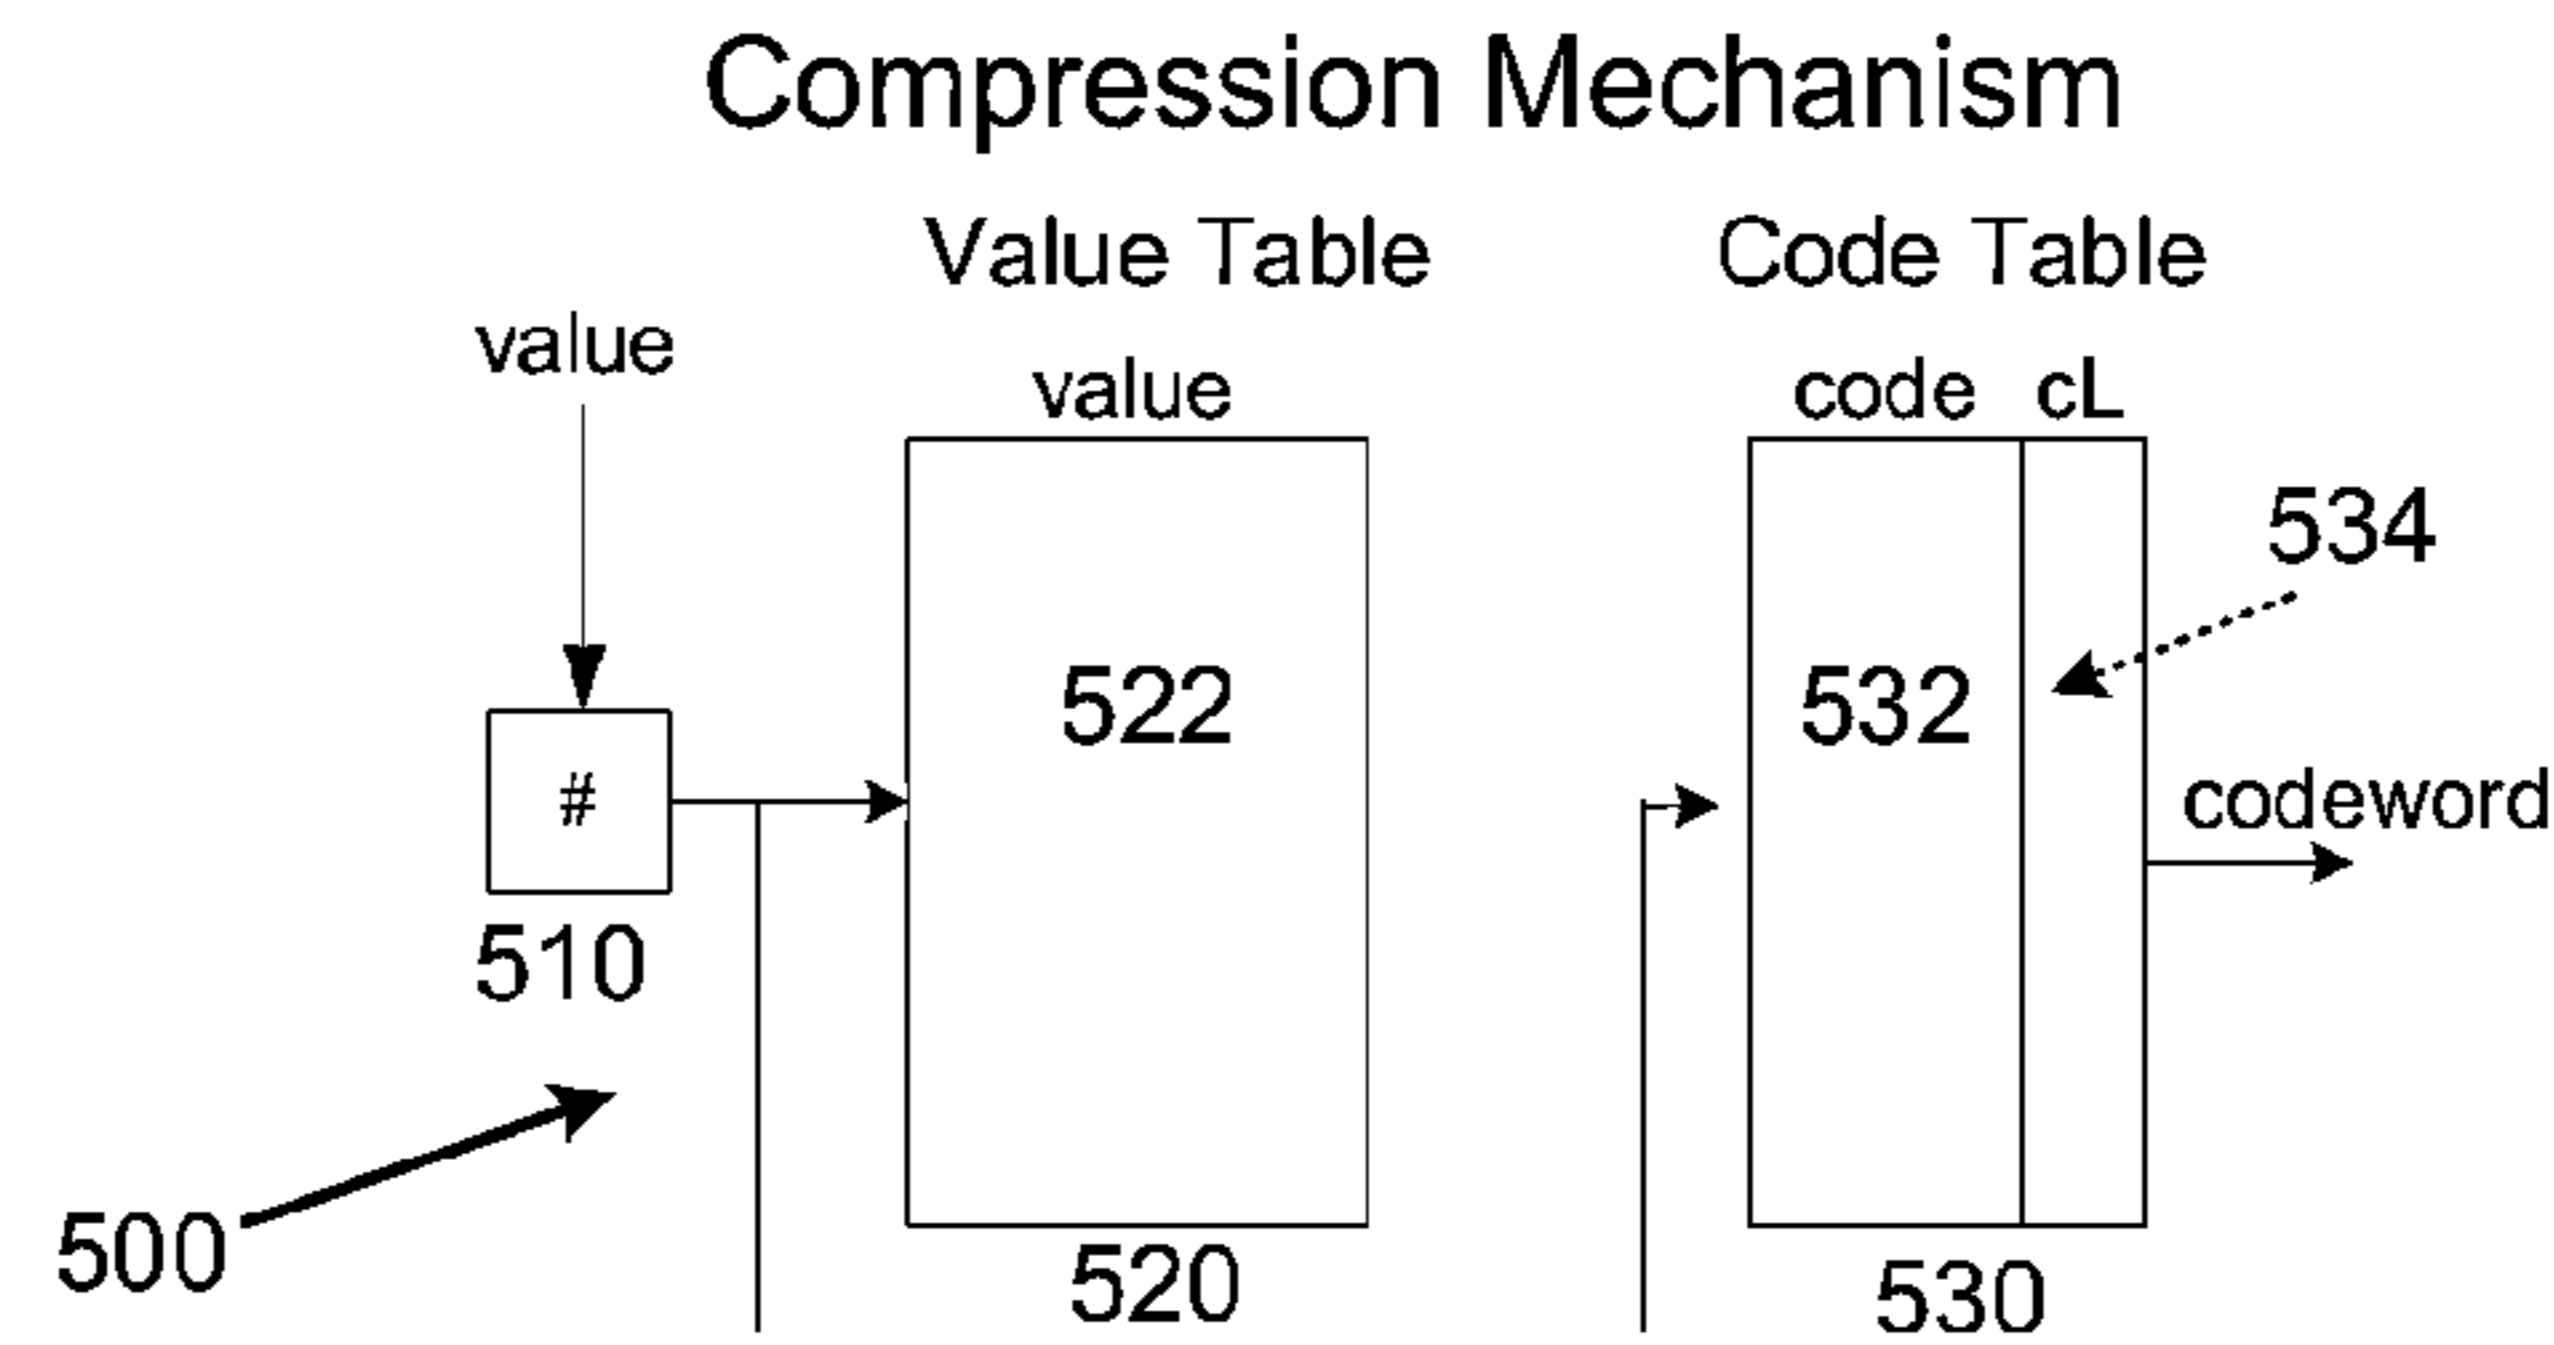 Compression Mechanism
Value Table Code Table
value
value code cL
534
522 532
#
codeword
510
500
520 530